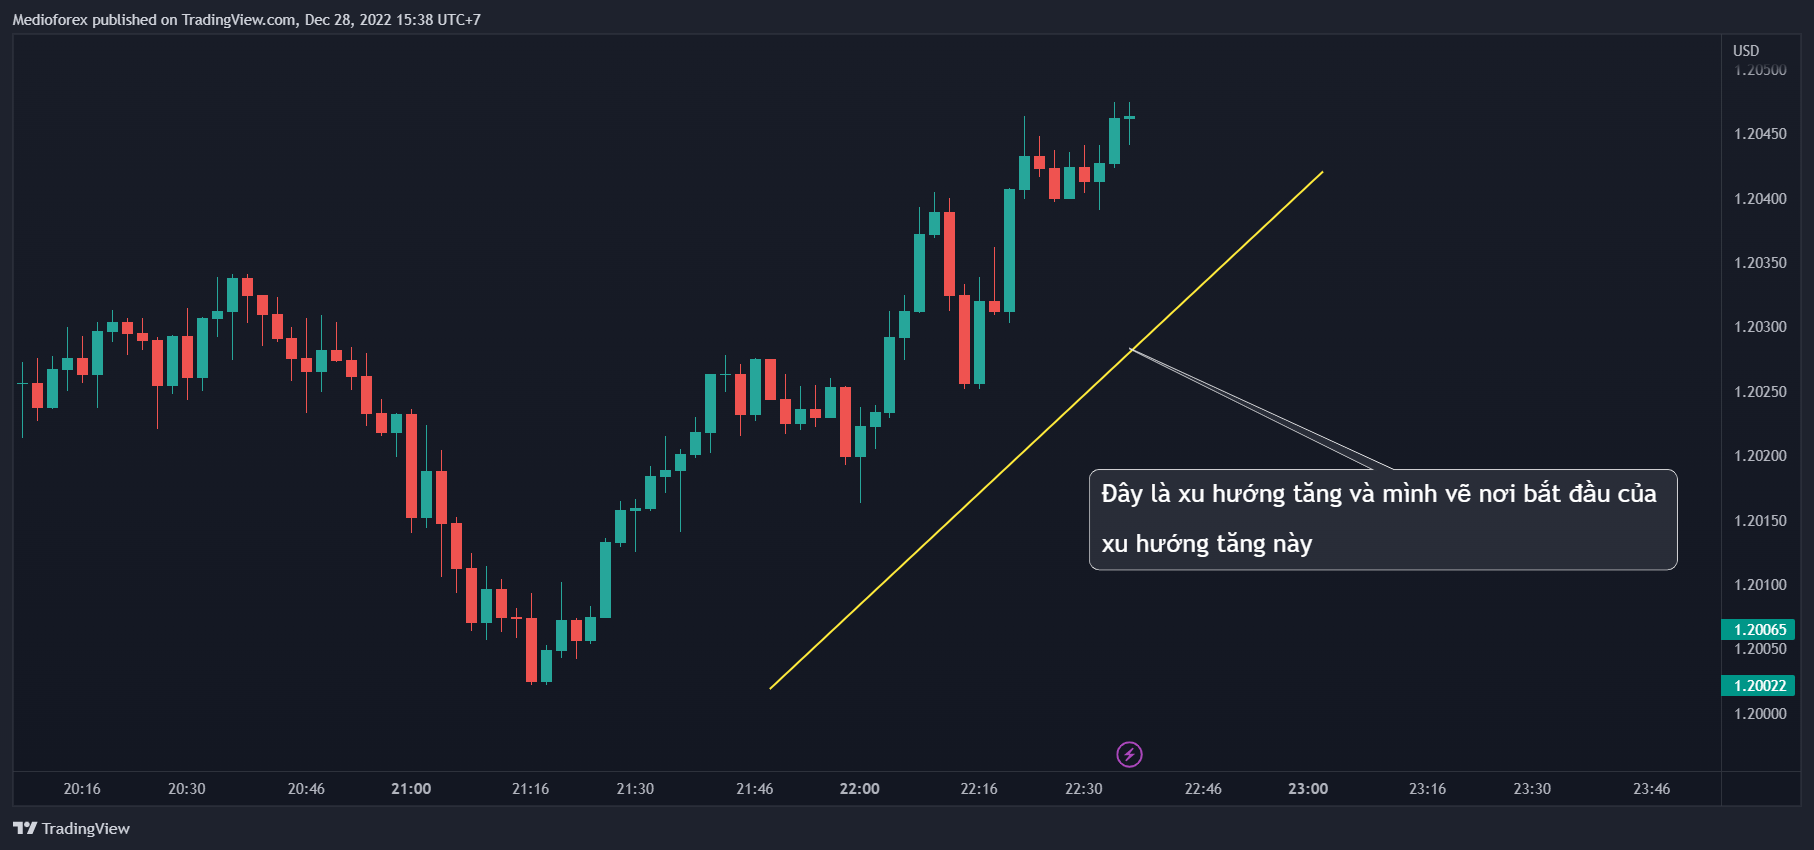 Medioforex published on TradingView.com, Dec 28, 2022 15:38 UTC+7
USD
1.20500
1.20450
1.20400
1.20350
1.20300
1.20250
1.20200
Đây là xu hướng tăng và mình vẽ nơi bắt đầu của
xu hướng tăng này
1.20150
1.20100
1.20065
1.20050
1.20022
1.20000
20:16 20:30 20:46 21:00 21:16 21:30 21:46 22:00 22:16 22:30 22:46 23:00 23:16 23:30 23:46
TradingView